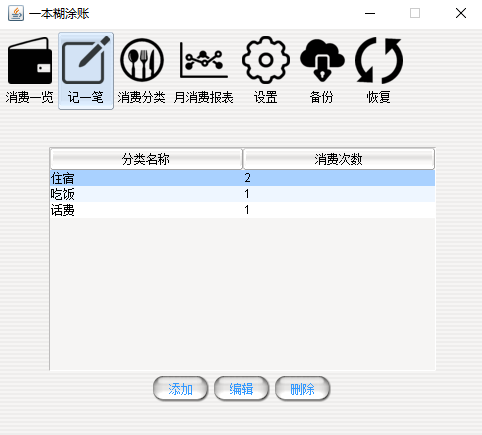 一本糊涂账
消费一览 记一笔 消费分类 月消费报表 设置 备份 恢复
分类名称 消费次数
住宿 2
吃饭 1
话费 1
添加 编辑 删除